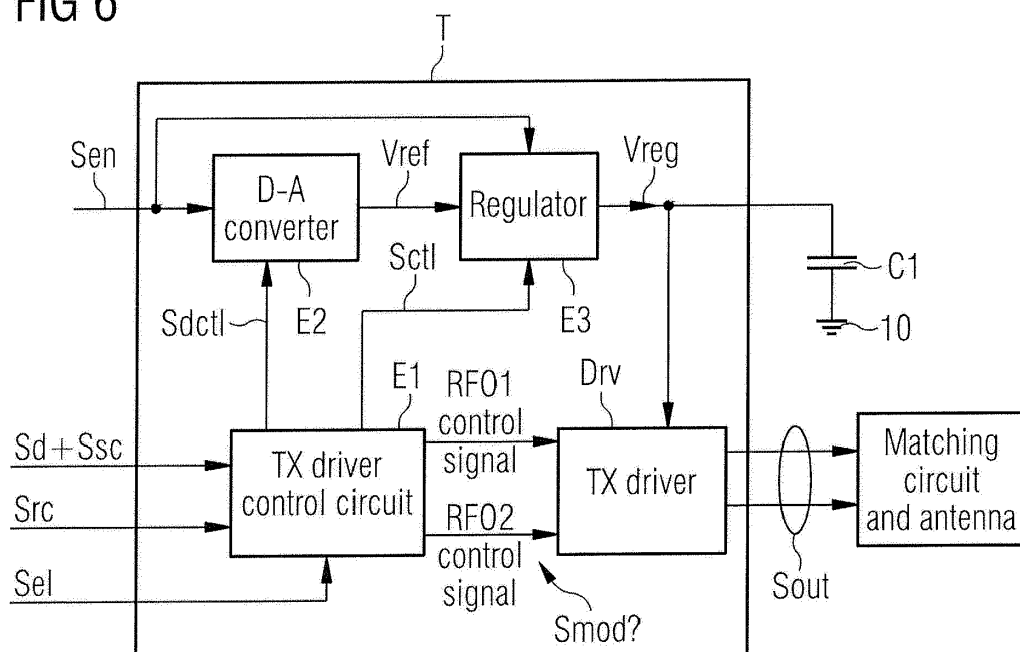 FIG 6
T
Sen
D-A
converter
Vref
Regulator
Vreg
C1
10
Sdctl
E2
Sctl
E3
E1
RFO1
control
signal
Drv
Sd+Ssc
Src
Sel
TX driver
control circuit
RFO2
control
signal
TX driver
Matching
circuit
and antenna
Sout
Smod?